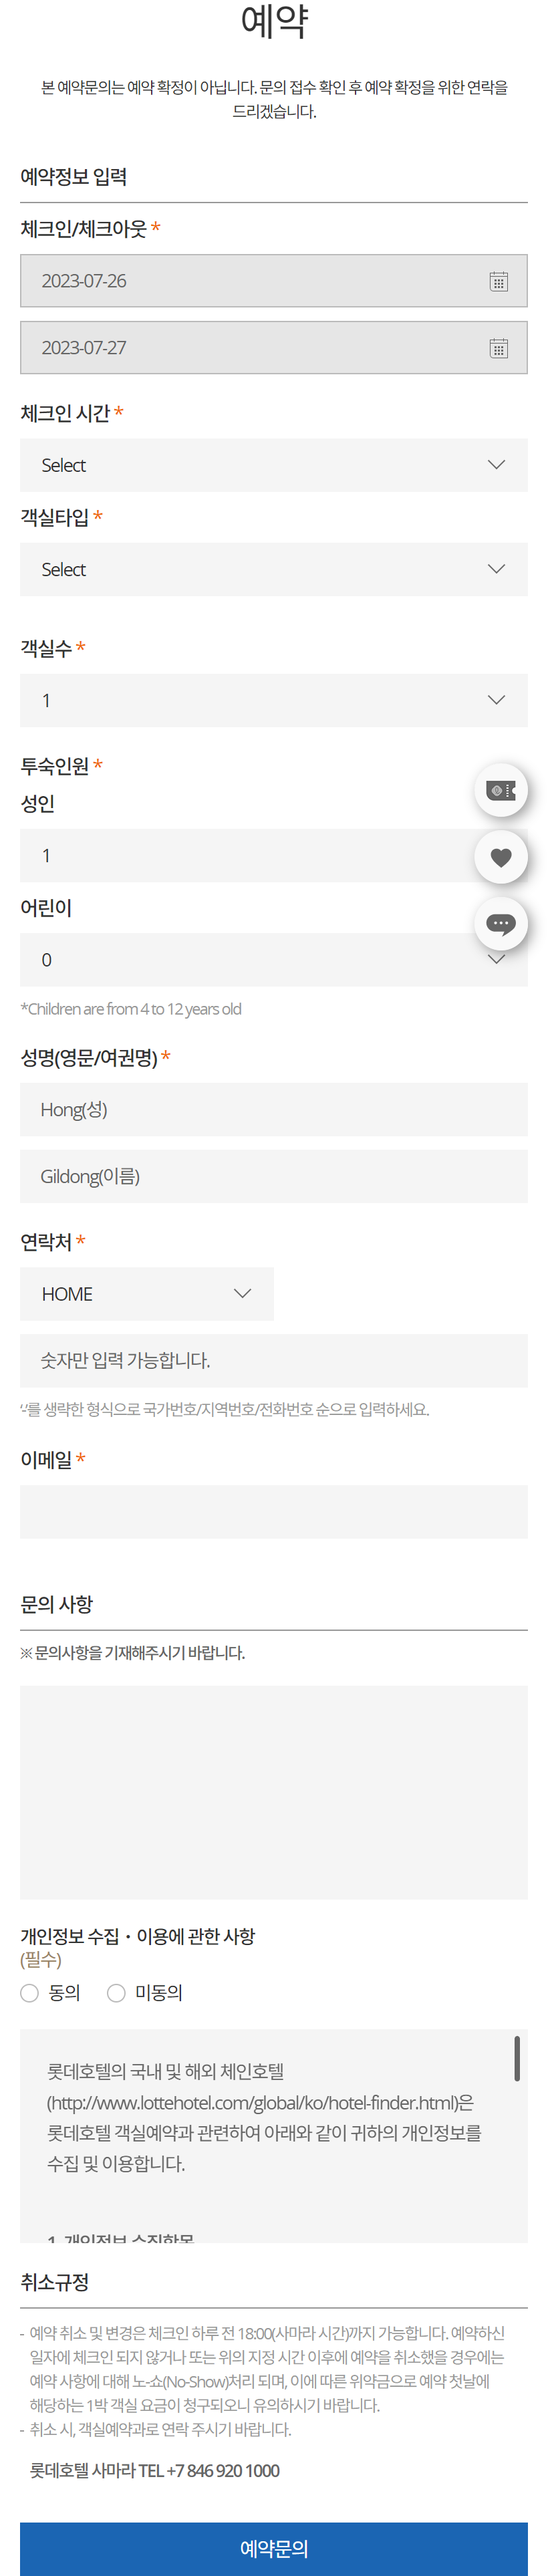 예약
본 예약문의는 예약 확정이 아닙니다. 문의 접수 확인 후 예약 확정을 위한 연락을
드리겠습니다.
예약정보 입력
체크인/체크아웃 *
2023-07-26
2023-07-27
체크인 시간 *
Select
객실타입 *
Select
객실수 *
1
투숙인원 *
성인
1
어린이
0
*Children are from 4 to 12 years old
성명(영문/여권명) *
Hong(성)
Gildong(이름)
연락처 *
HOME
숫자만 입력 가능합니다.
'-'를 생략한 형식으로 국가번호/지역번호/전화번호 순으로 입력하세요.
이메일 *
문의 사항
※ 문의사항을 기재해주시기 바랍니다.
개인정보 수집・이용에 관한 사항
(필수)
동의 미동의
롯데호텔의 국내 및 해외 체인호텔
(http://www.lottehotel.com/global/ko/hotel-finder.html)은
롯데호텔 객실예약과 관련하여 아래와 같이 귀하의 개인정보를
수집 및 이용합니다.
1. 개인정보 수집항목
취소규정
- 예약 취소 및 변경은 체크인 하루 전 18:00(사마라 시간)까지 가능합니다. 예약하신
일자에 체크인 되지 않거나 또는 위의 지정 시간 이후에 예약을 취소했을 경우에는
예약 사항에 대해 노-쇼(No-Show)처리 되며, 이에 따른 위약금으로 예약 첫날에
해당하는 1박 객실 요금이 청구되오니 유의하시기 바랍니다.
- 취소 시, 객실예약과로 연락 주시기 바랍니다.
롯데호텔 사마라 TEL +7 846 920 1000
예약문의